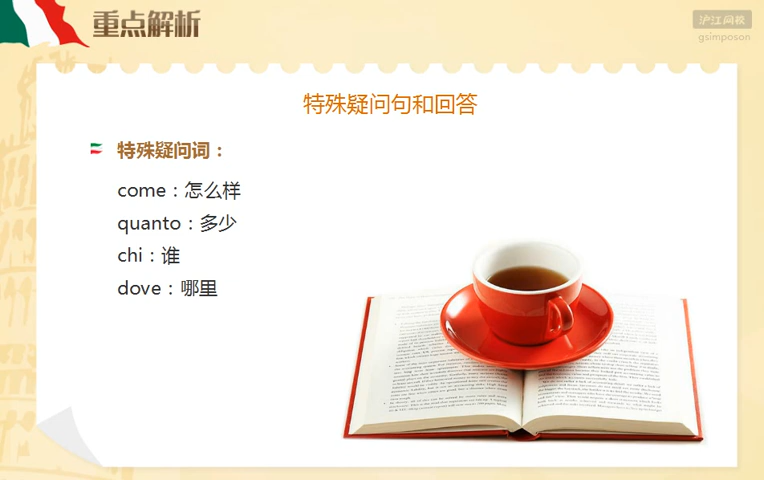 重点解析
沪江网校
gsimposon
特殊疑问句和回答
特殊疑问词：
come：怎么样
quanto：多少
chi：谁
dove：哪里